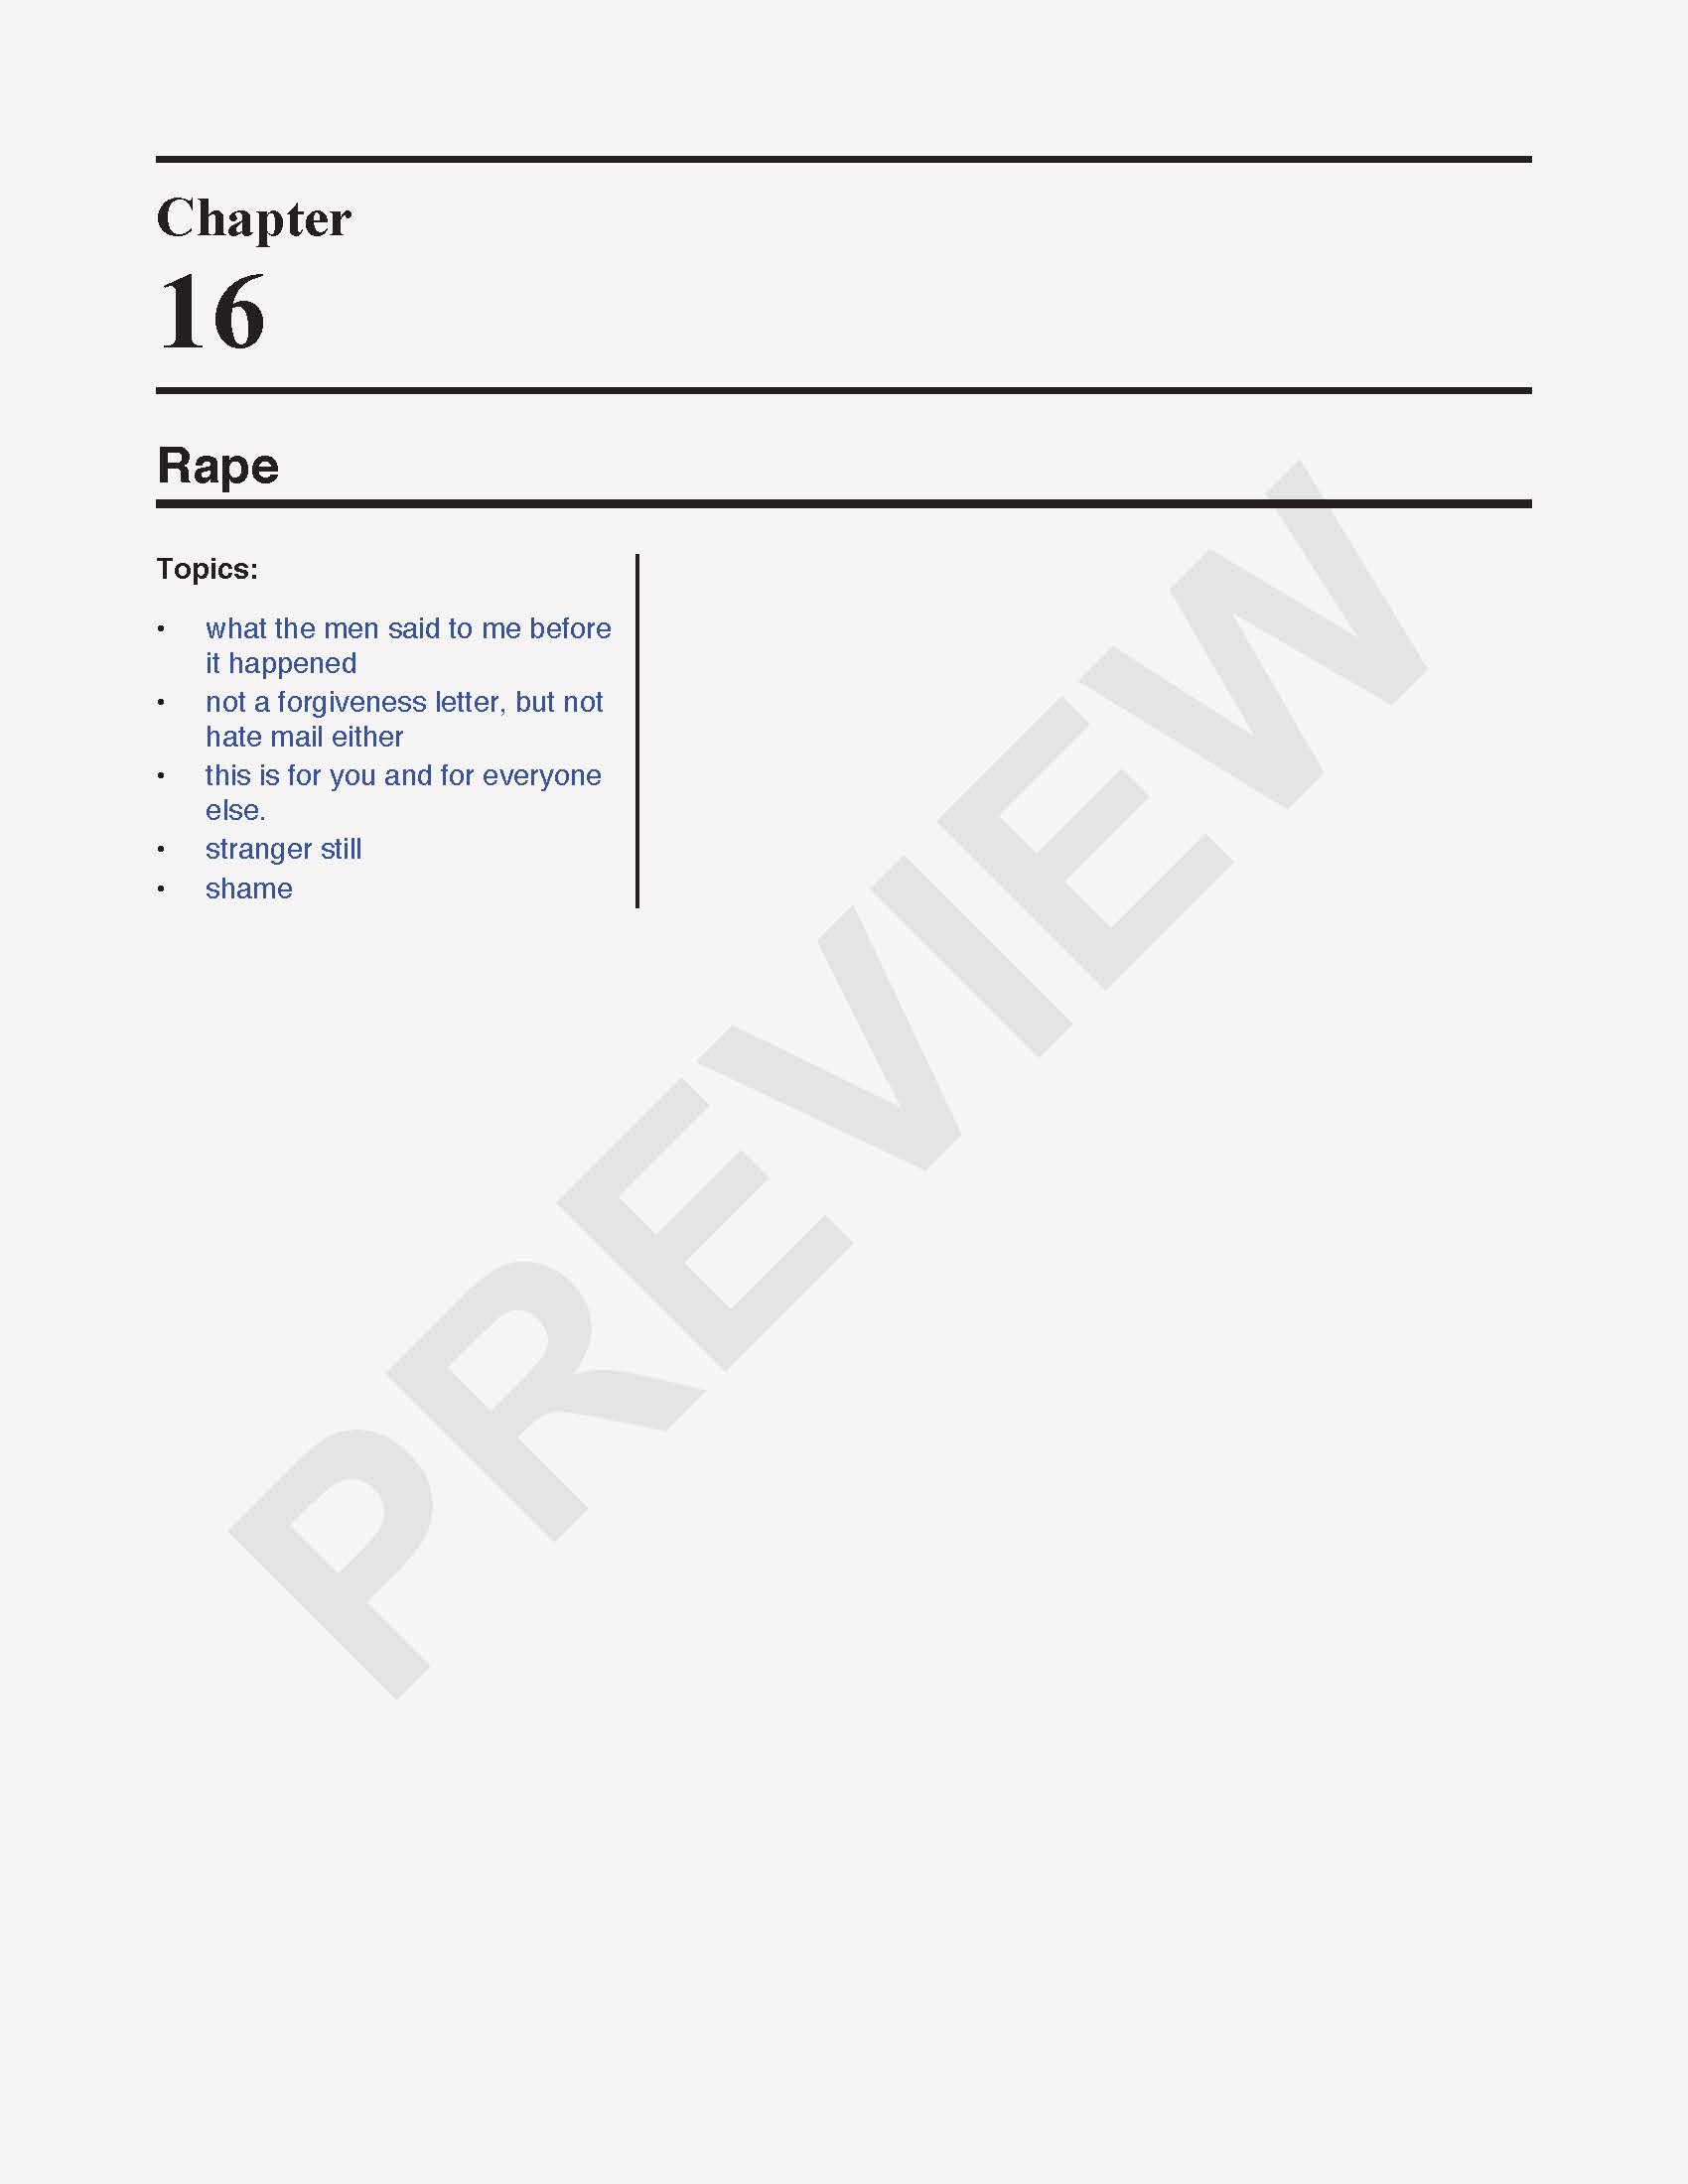 Chapter
16
Rape
Topics:
• what the men said to me before
it happened
• not a forgiveness letter, but not
hate mail either
• this is for you and for everyone
else.
• stranger still
• shame
PREVIEW